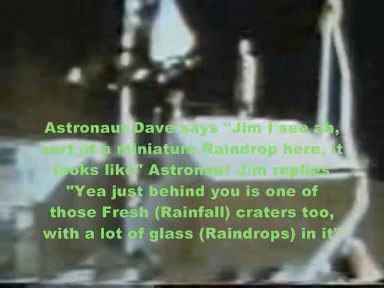 Astronaut Dave says "Jim I see ah,
sort of a miniature Raindrop here, it
looks like" Astronaut Jim replies
"Yea just behind you is one of
those Fresh (Rainfall) craters too,
with a lot of glass (Raindrops) in it"